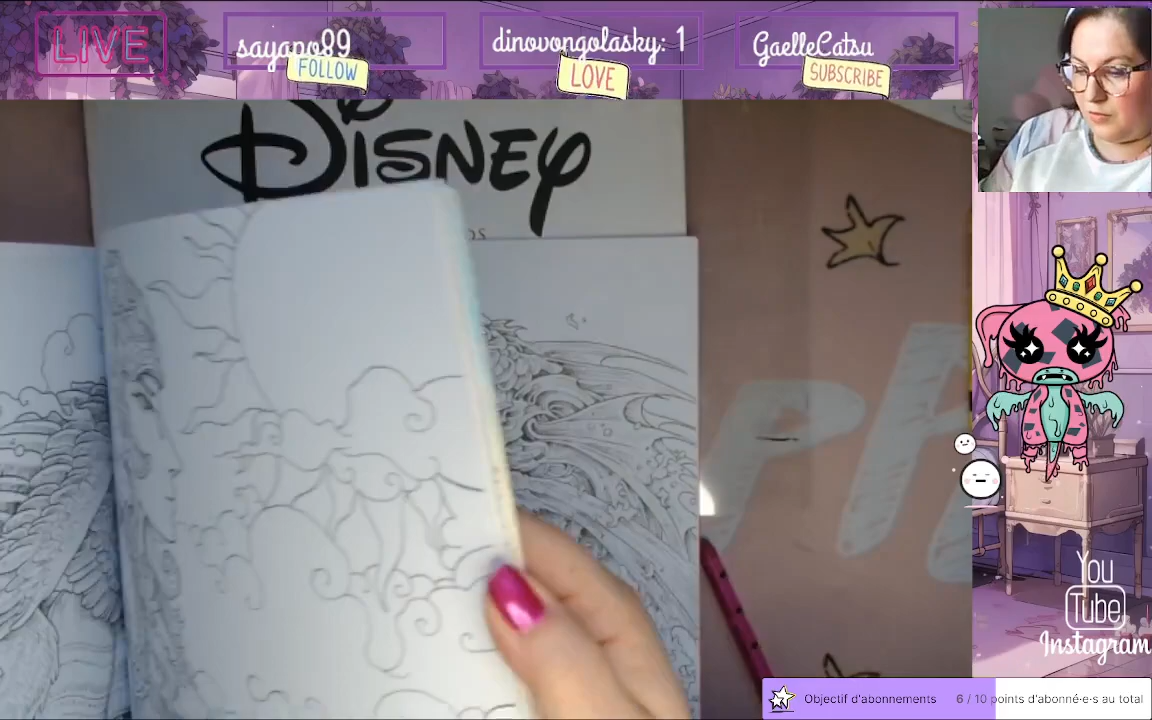 LIVE
sayapo89
FOLLOW
dinovongolasky: 1
LOVE
GaelleCatsu
SUBSCRIBE
DISNEY
You
Tube
Instagram
Objectif d'abonnements 6 / 10 points d'abonné·e·s au total